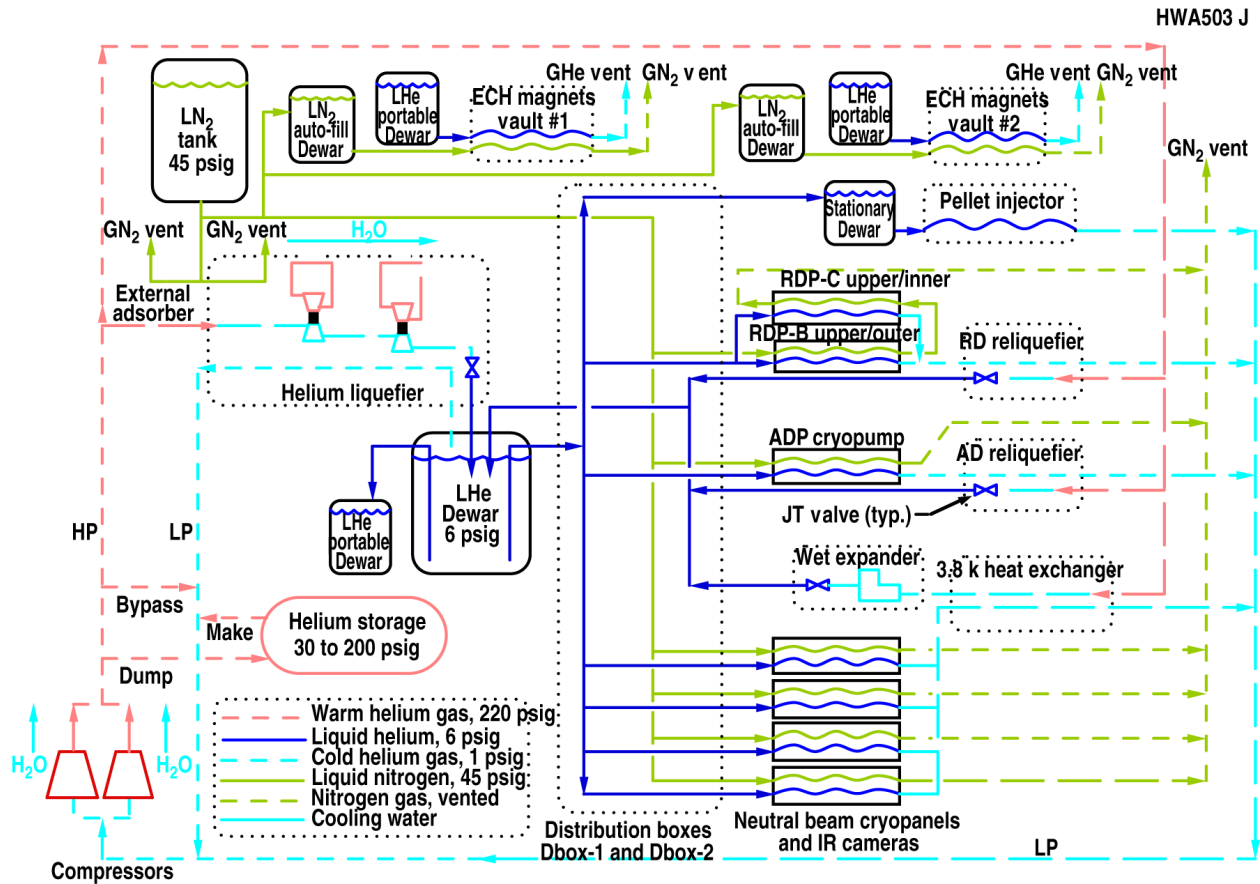 HWA503 J
LN2
tank
45 psig
LN2
auto-fill
Dewar
LHe
portable
Dewar
ECH magnets
vault #1
GHe vent
GN2 vent
LN2
auto-fill
Dewar
LHe
portable
Dewar
ECH magnets
vault #2
GHe vent
GN2 vent
GN2 vent
GN2 vent
GN2 vent
H2O
Stationary
Dewar
Pellet injector
External
adsorber
Helium liquefier
RDP-C upper/inner
RDP-B upper/outer
RD reliquefier
ADP cryopump
AD reliquefier
JT valve (typ.)
LHe
Dewar
6 psig
LHe
portable
Dewar
HP
LP
Wet expander
3.8 k heat exchanger
Bypass
Make
Helium storage
30 to 200 psig
Dump
H2O
H2O
Warm helium gas, 220 psig
Liquid helium, 6 psig
Cold helium gas, 1 psig
Liquid nitrogen, 45 psig
Nitrogen gas, vented
Cooling water
Distribution boxes
Dbox-1 and Dbox-2
Neutral beam cryopanels
and IR cameras
LP
Compressors